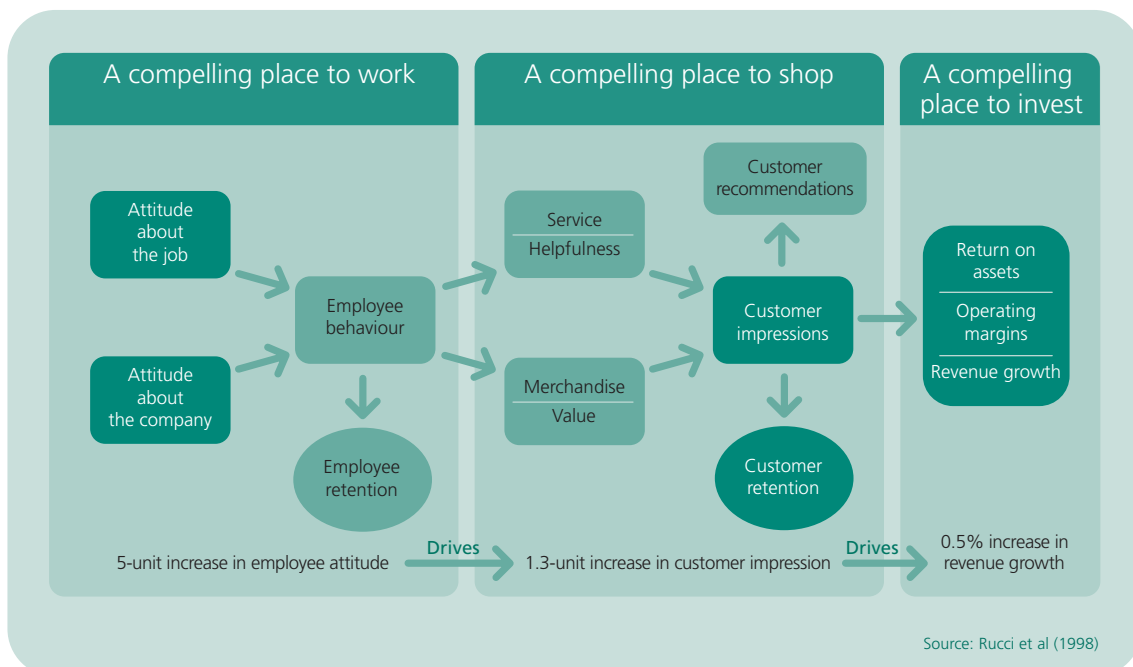 A compelling place to work
Attitude
about
the job
Attitude
about
the company
Employee
behaviour
Employee
retention
A compelling place to shop
Service
Helpfulness
Merchandise
Value
Customer
recommendations
Customer
impressions
Customer
retention
A compelling
place to invest
Return on
assets
Operating
margins
Revenue growth
5-unit increase in employee attitude
Drives
1.3-unit increase in customer impression
Drives
0.5% increase in
revenue growth
Source: Rucci et al (1998)